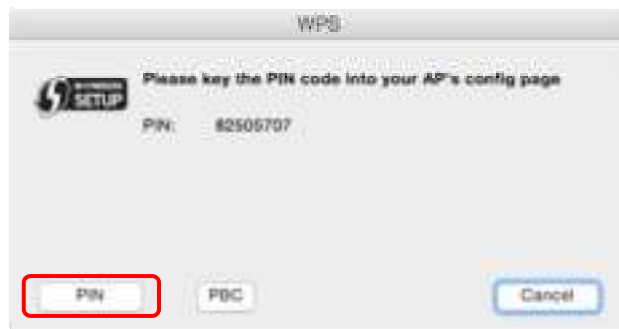 WPS
Please key the PIN code into your AP's config page
SETUP
PIN: 82505707
PIN
PBC
Cancel